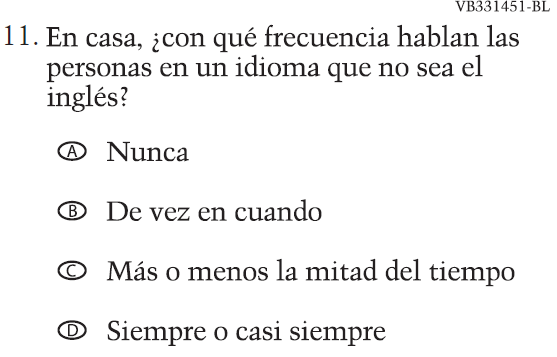 VB331451-BL
11. En casa, ¿con qué frecuencia hablan las
personas en un idioma que no sea el
inglés?
A Nunca
B De vez en cuando
C Más o menos la mitad del tiempo
D Siempre o casi siempre